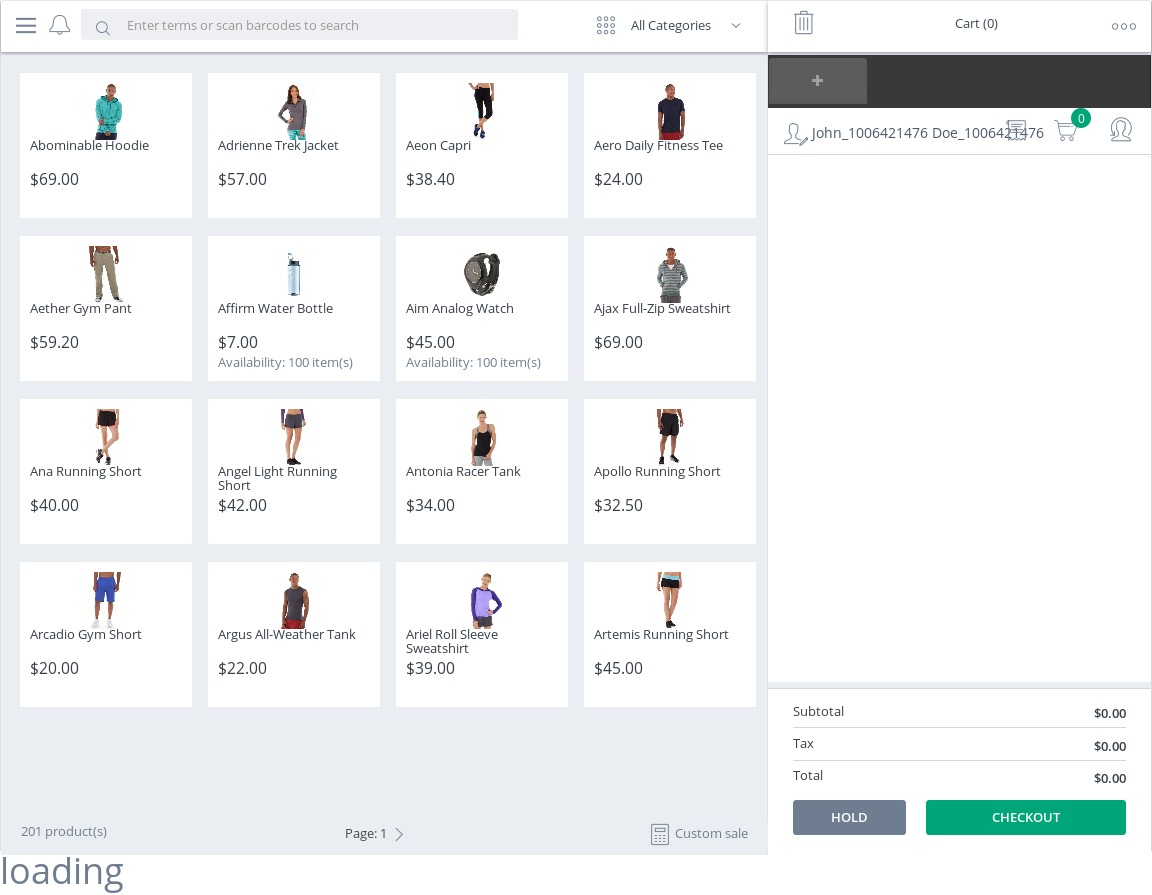 Enter terms or scan barcodes to search
All Categories
Cart (0)
Abominable Hoodie
$69.00
Adrienne Trek Jacket
$57.00
Aeon Capri
$38.40
Aero Daily Fitness Tee
$24.00
John_1006421476 Doe_1006421476
0
Aether Gym Pant
$59.20
Affirm Water Bottle
$7.00
Availability: 100 item(s)
Aim Analog Watch
$45.00
Availability: 100 item(s)
Ajax Full-Zip Sweatshirt
$69.00
Ana Running Short
$40.00
Angel Light Running
Short
$42.00
Antonia Racer Tank
$34.00
Apollo Running Short
$32.50
Arcadio Gym Short
$20.00
Argus All-Weather Tank
$22.00
Ariel Roll Sleeve
Sweatshirt
$39.00
Artemis Running Short
$45.00
Subtotal
$0.00
Tax
$0.00
Total
$0.00
HOLD
CHECKOUT
201 product(s)
Page: 1
Custom sale
loading